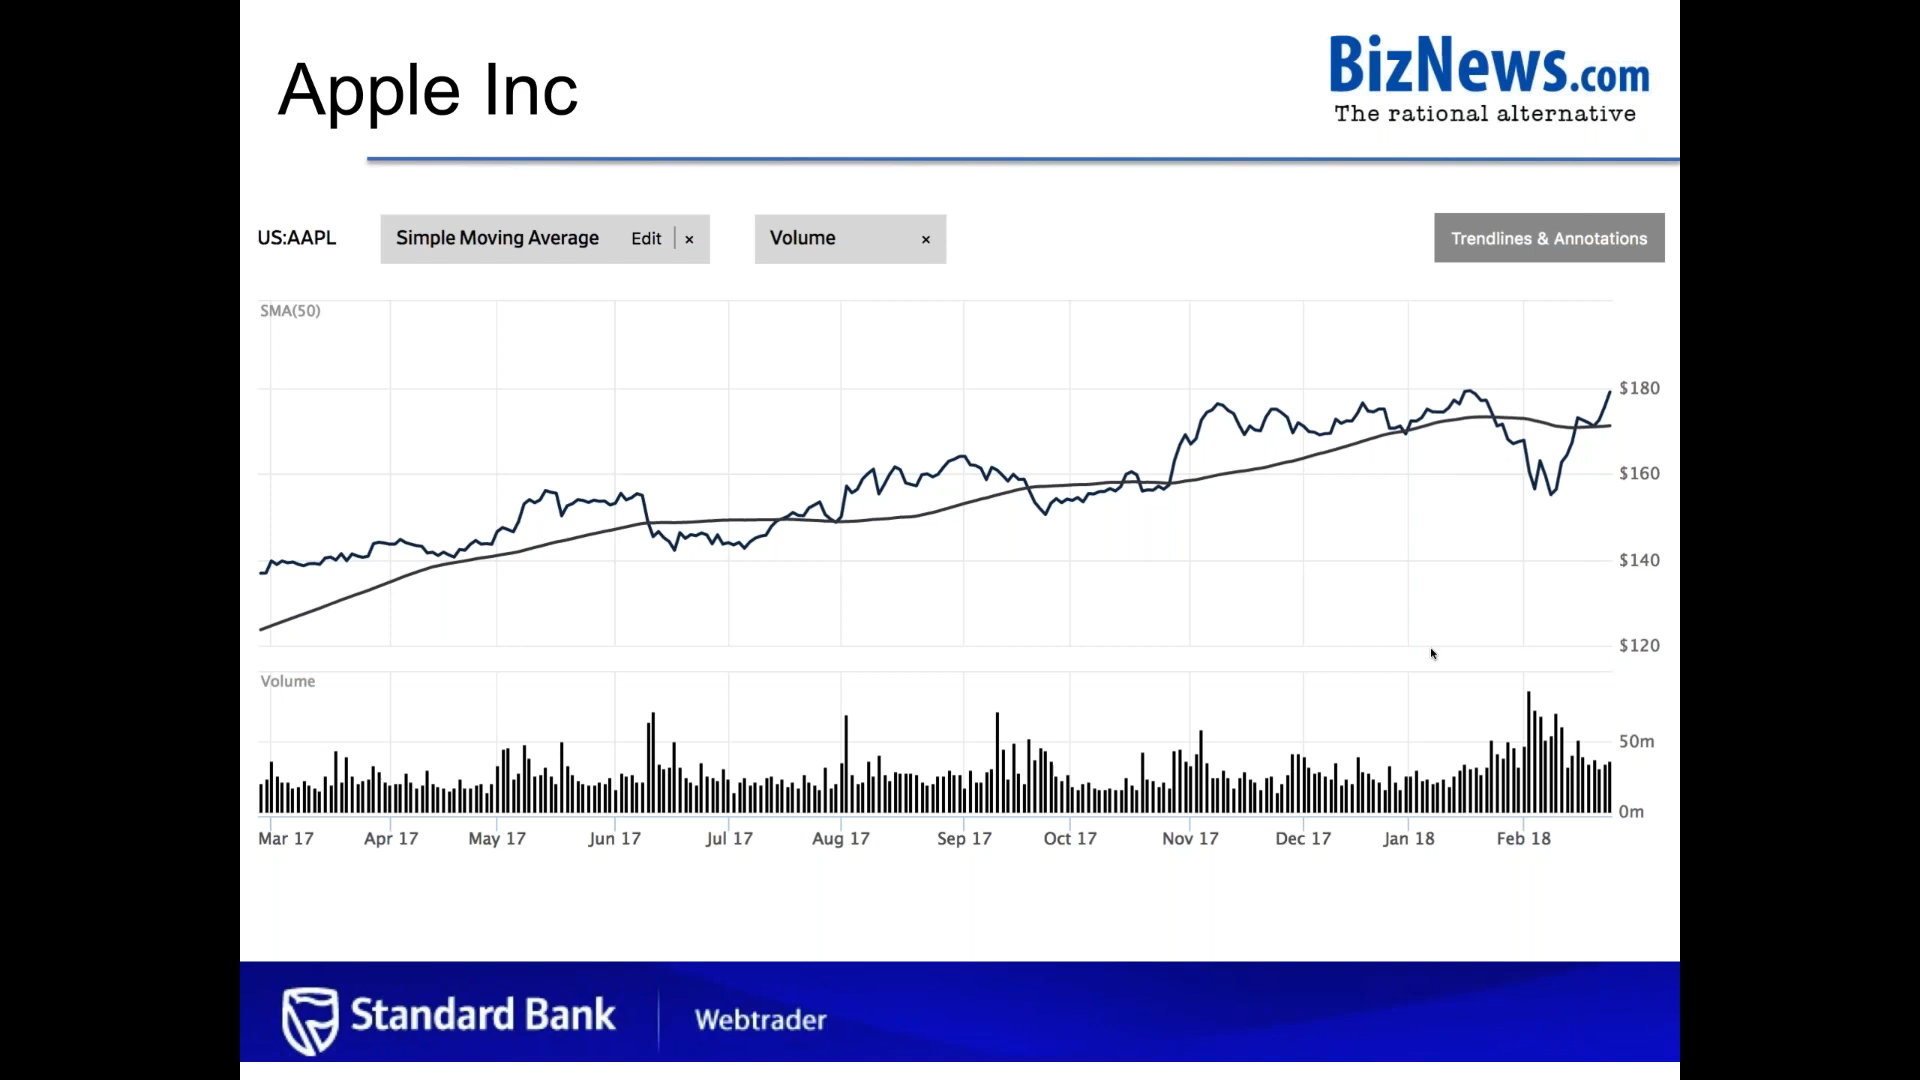 Apple Inc
BizNews.com
The rational alternative
US:AAPL
Simple Moving Average Edit ×
Volume ×
Trendlines & Annotations
SMA(50)
$180
$160
$140
$120
Volume
50m
0m
Mar 17 Apr 17 May 17 Jun 17 Jul 17 Aug 17 Sep 17 Oct 17 Nov 17 Dec 17 Jan 18 Feb 18
Standard Bank
Webtrader